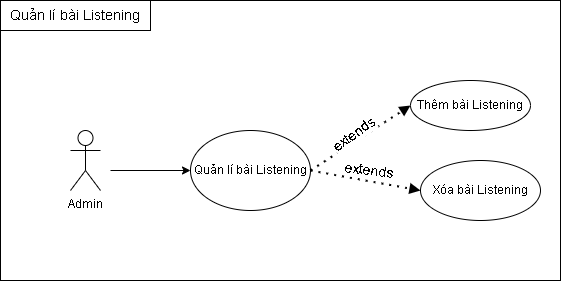 Quản lí bài Listening
Thêm bài Listening
extends
Quản lí bài Listening
extends
Xóa bài Listening
Admin